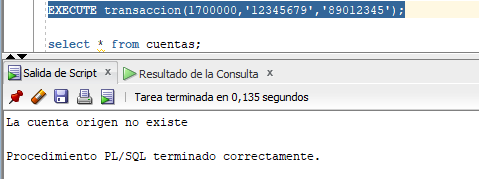 EXECUTE transaccion(1700000,'12345679','89012345');
select * from cuentas;
Salida de Script x Resultado de la Consulta x
Tarea terminada en 0,135 segundos
La cuenta origen no existe
Procedimiento PL/SQL terminado correctamente.